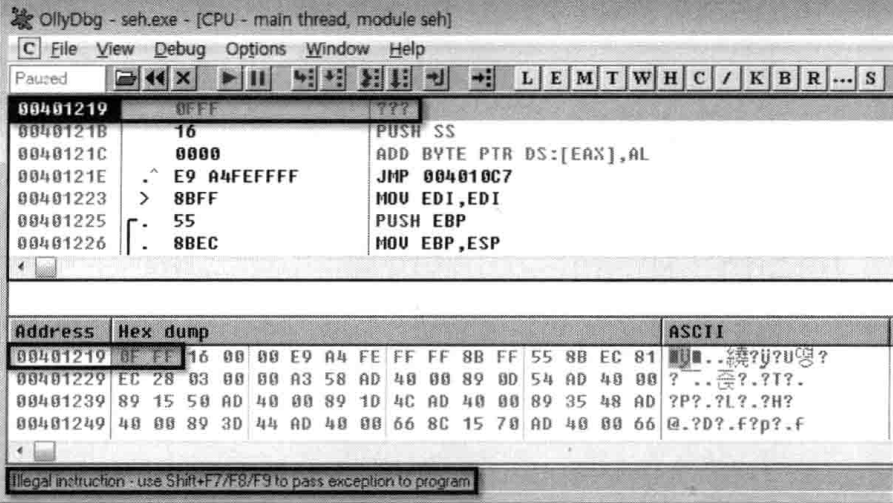 OllyDbg - seh.exe - [CPU - main thread, module seh]
C File View Debug Options Window Help
Paused L E M T W H C / K B R ... S
00401219 0FFF ???
0040121B 16 PUSH SS
0040121C 0000 ADD BYTE PTR DS:[EAX],AL
0040121E .^ E9 A4FEFFFF JMP 004010C7
00401223 > 8BFF MOV EDI,EDI
00401225 . 55 PUSH EBP
00401226 . 8BEC MOV EBP,ESP
Address Hex dump ASCII
00401219 0F FF 16 00 00 E9 A4 FE FF FF 8B FF 55 8B EC 81
00401229 EC 28 03 00 00 A3 58 AD 40 00 89 0D 54 AD 40 00
00401239 89 15 50 AD 40 00 89 1D 4C AD 40 00 89 35 48 AD ?P?.?L?.?H?
00401249 40 00 89 3D 44 AD 40 00 66 8C 15 70 AD 40 00 66 @.?D?.f?p?.f
Illegal instruction - use Shift+F7/F8/F9 to pass exception to program